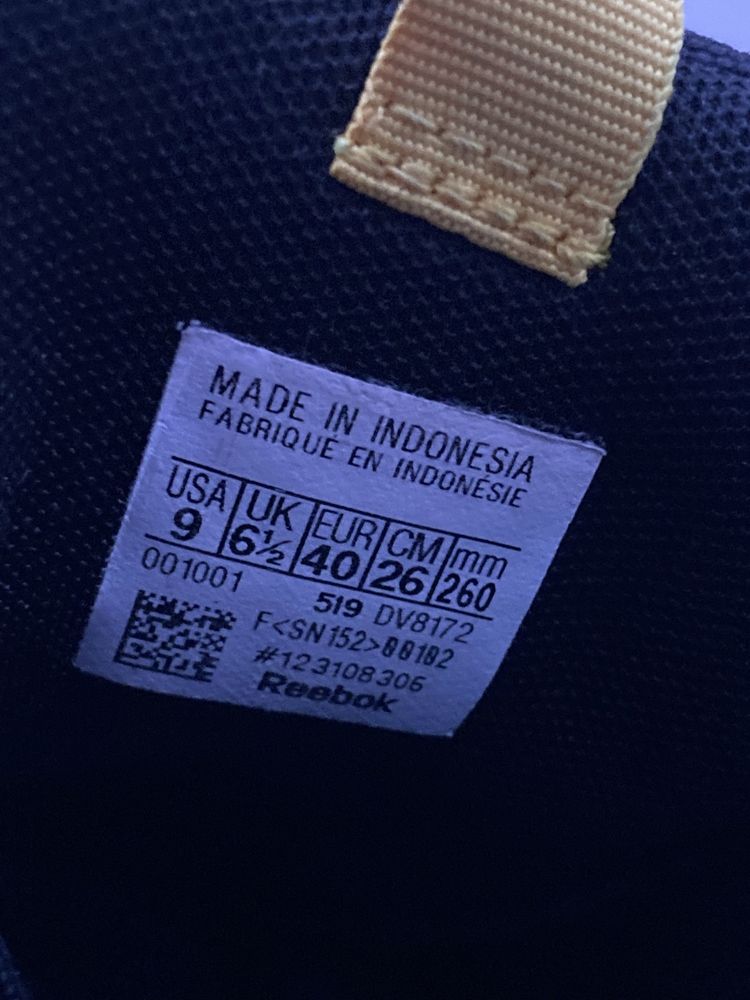 MADE IN INDONESIA
FABRIQUE EN INDONÉSIE
USA UK EUR CM mm
9 6½ 40 26 260
001001 519 DV8172
F<SN152>00102
#123108306
Reebok